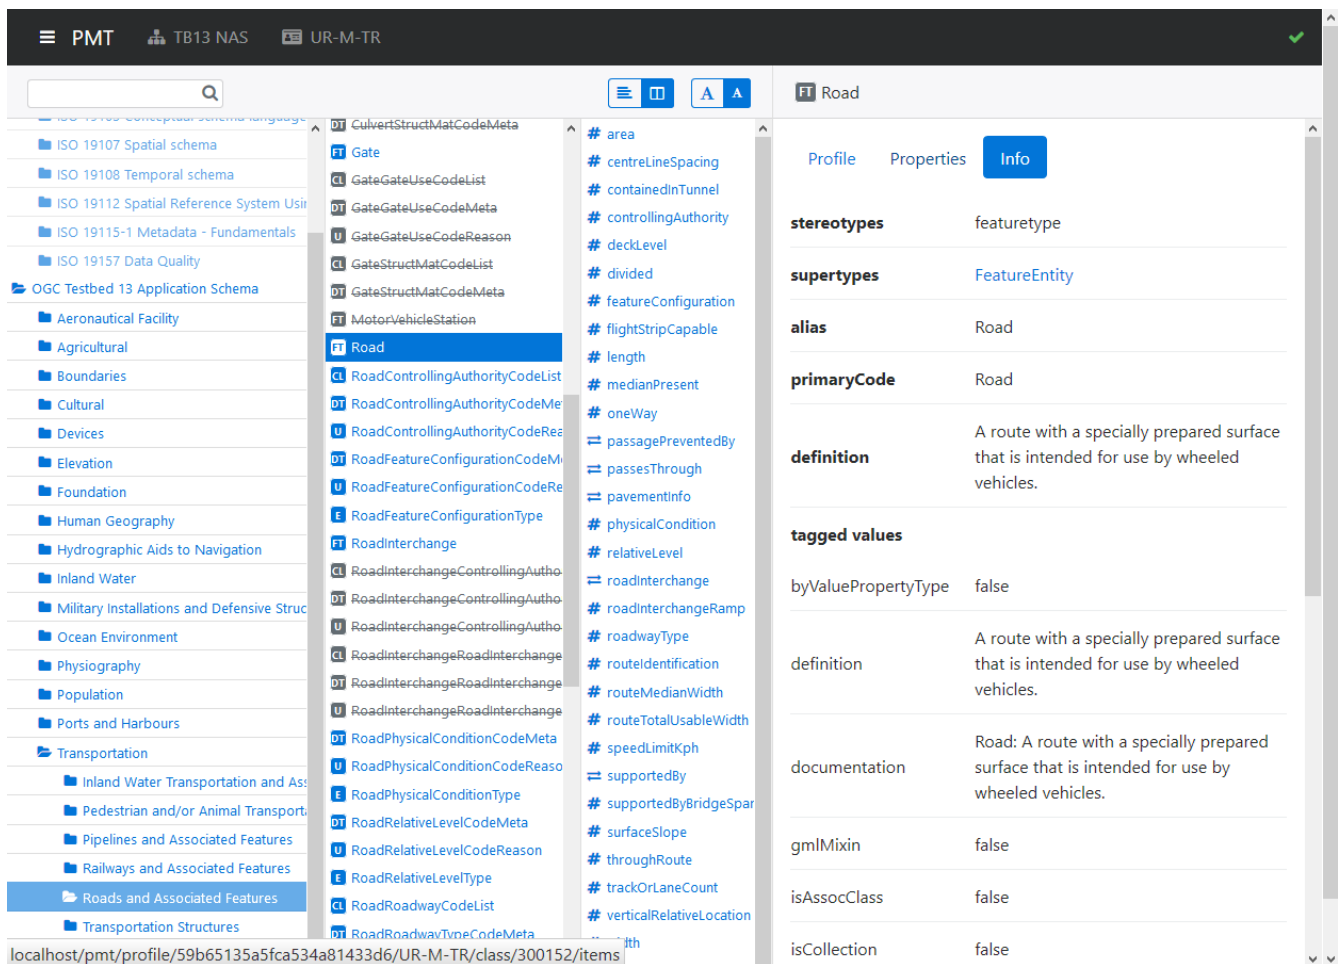 PMT
TB13 NAS
UR-M-TR
A
A
FT Road
ISO 19107 Spatial schema
ISO 19108 Temporal schema
ISO 19112 Spatial Reference System Usin
ISO 19115-1 Metadata - Fundamentals
ISO 19157 Data Quality
OGC Testbed 13 Application Schema
Aeronautical Facility
Agricultural
Boundaries
Cultural
Devices
Elevation
Foundation
Human Geography
Hydrographic Aids to Navigation
Inland Water
Military Installations and Defensive Struc
Ocean Environment
Physiography
Population
Ports and Harbours
Transportation
Inland Water Transportation and Ass
Pedestrian and/or Animal Transporta
Pipelines and Associated Features
Railways and Associated Features
Roads and Associated Features
Transportation Structures
DT CulvertStructMatCodeMeta
FT Gate
CL GateGateUseCodeList
DT GateGateUseCodeMeta
U GateGateUseCodeReason
CL GateStructMatCodeList
DT GateStructMatCodeMeta
FT MotorVehicleStation
FT Road
CL RoadControllingAuthorityCodeList
DT RoadControllingAuthorityCodeMe
U RoadControllingAuthorityCodeRea
DT RoadFeatureConfigurationCodeM
U RoadFeatureConfigurationCodeRe
E RoadFeatureConfigurationType
FT RoadInterchange
CL RoadInterchangeControllingAutho
DT RoadInterchangeControllingAutho
U RoadInterchangeControllingAutho
CL RoadInterchangeRoadInterchange
DT RoadInterchangeRoadInterchange
U RoadInterchangeRoadInterchange
DT RoadPhysicalConditionCodeMeta
U RoadPhysicalConditionCodeReaso
E RoadPhysicalConditionType
DT RoadRelativeLevelCodeMeta
U RoadRelativeLevelCodeReason
E RoadRelativeLevelType
CL RoadRoadwayCodeList
DT RoadRoadwayTypeCodeMeta
# area
# centreLineSpacing
# containedInTunnel
# controllingAuthority
# deckLevel
# divided
# featureConfiguration
# flightStripCapable
# length
# medianPresent
# oneWay
passagePreventedBy
passesThrough
pavementInfo
# physicalCondition
# relativeLevel
roadInterchange
# roadInterchangeRamp
# roadwayType
# routeIdentification
# routeMedianWidth
# routeTotalUsableWidth
# speedLimitKph
supportedBy
# supportedByBridgeSpan
# surfaceSlope
# throughRoute
# trackOrLaneCount
# verticalRelativeLocation
Profile
Properties
Info
stereotypes featuretype
supertypes FeatureEntity
alias Road
primaryCode Road
definition A route with a specially prepared surface
that is intended for use by wheeled
vehicles.
tagged values
byValuePropertyType false
definition A route with a specially prepared surface
that is intended for use by wheeled
vehicles.
documentation Road: A route with a specially prepared
surface that is intended for use by
wheeled vehicles.
gmlMixin false
isAssocClass false
isCollection false
localhost/pmt/profile/59b65135a5fca534a81433d6/UR-M-TR/class/300152/items